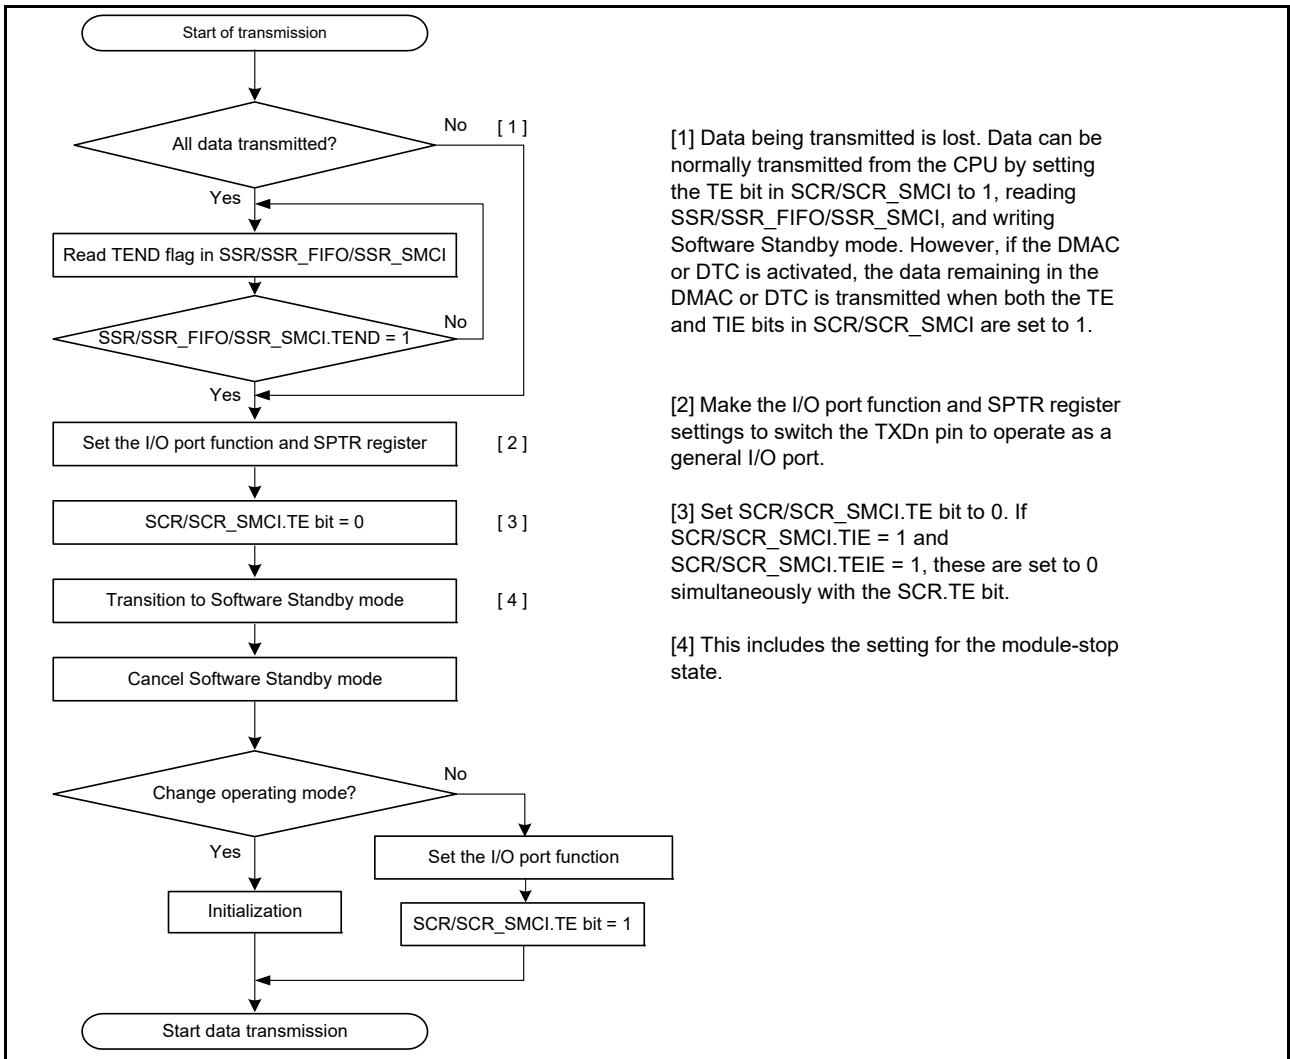 Start of transmission
All data transmitted?
No [ 1 ]
Yes
Read TEND flag in SSR/SSR_FIFO/SSR_SMCI
SSR/SSR_FIFO/SSR_SMCI.TEND = 1
No
Yes
Set the I/O port function and SPTR register
[ 2 ]
SCR/SCR_SMCI.TE bit = 0
[ 3 ]
Transition to Software Standby mode
[ 4 ]
Cancel Software Standby mode
Change operating mode?
No
Yes
Set the I/O port function
Initialization
SCR/SCR_SMCI.TE bit = 1
Start data transmission
[1] Data being transmitted is lost. Data can be
normally transmitted from the CPU by setting
the TE bit in SCR/SCR_SMCI to 1, reading
SSR/SSR_FIFO/SSR_SMCI, and writing
Software Standby mode. However, if the DMAC
or DTC is activated, the data remaining in the
DMAC or DTC is transmitted when both the TE
and TIE bits in SCR/SCR_SMCI are set to 1.
[2] Make the I/O port function and SPTR register
settings to switch the TXDn pin to operate as a
general I/O port.
[3] Set SCR/SCR_SMCI.TE bit to 0. If
SCR/SCR_SMCI.TIE = 1 and
SCR/SCR_SMCI.TEIE = 1, these are set to 0
simultaneously with the SCR.TE bit.
[4] This includes the setting for the module-stop
state.